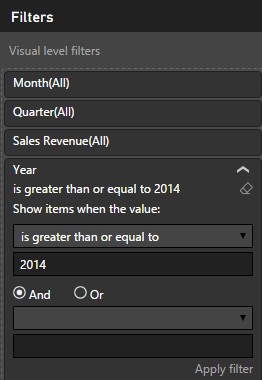 Filters
Visual level filters
Month(All)
Quarter(All)
Sales Revenue(All)
Year
is greater than or equal to 2014
Show items when the value:
is greater than or equal to
2014
And Or
Apply filter